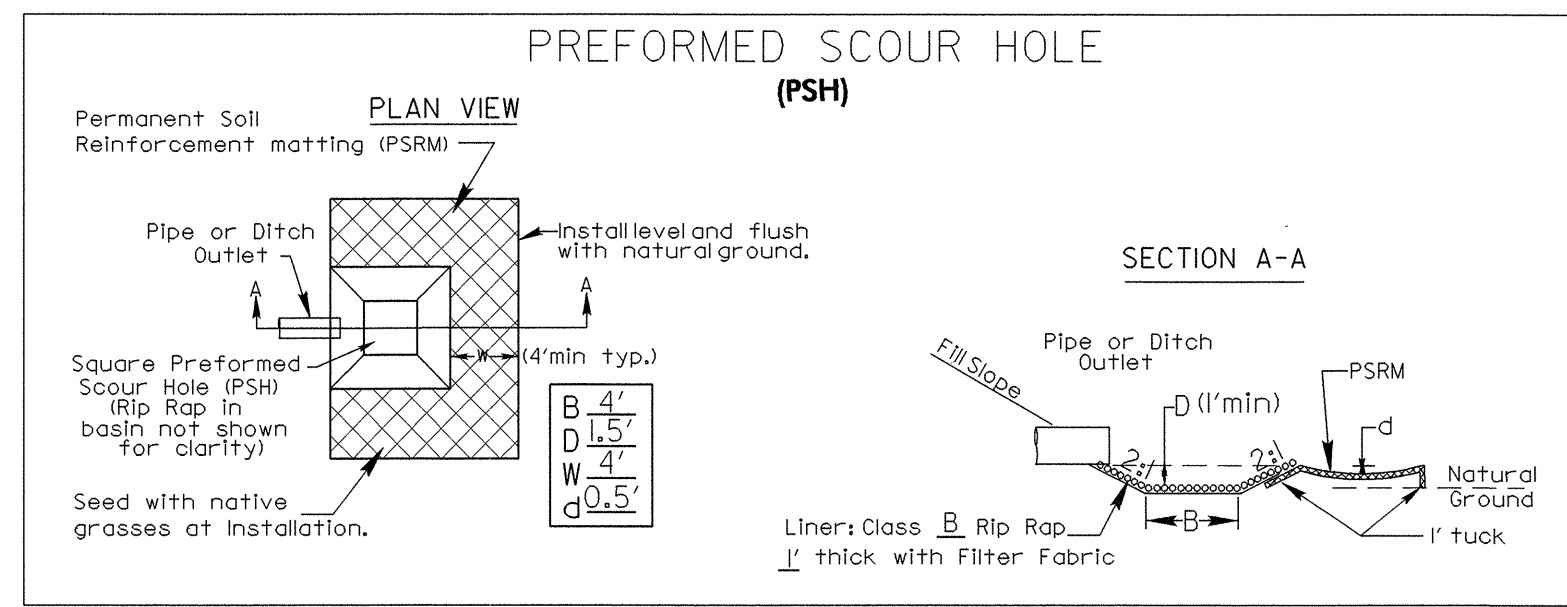 PREFORMED SCOUR HOLE
(PSH)
PLAN VIEW
Permanent Soil
Reinforcement matting (PSRM)
Pipe or Ditch
Outlet
Install level and flush
with natural ground.
A
A
Square Preformed
Scour Hole (PSH)
(Rip Rap in
basin not shown
for clarity)
W
(4'min typ.)
B 4'
D 1.5'
W 4'
d 0.5'
Seed with native
grasses at Installation.
SECTION A-A
Pipe or Ditch
Outlet
Fill Slope
D (1'min)
PSRM
d
2:1
2:1
Natural
Ground
B
1' tuck
Liner: Class B Rip Rap
1' thick with Filter Fabric